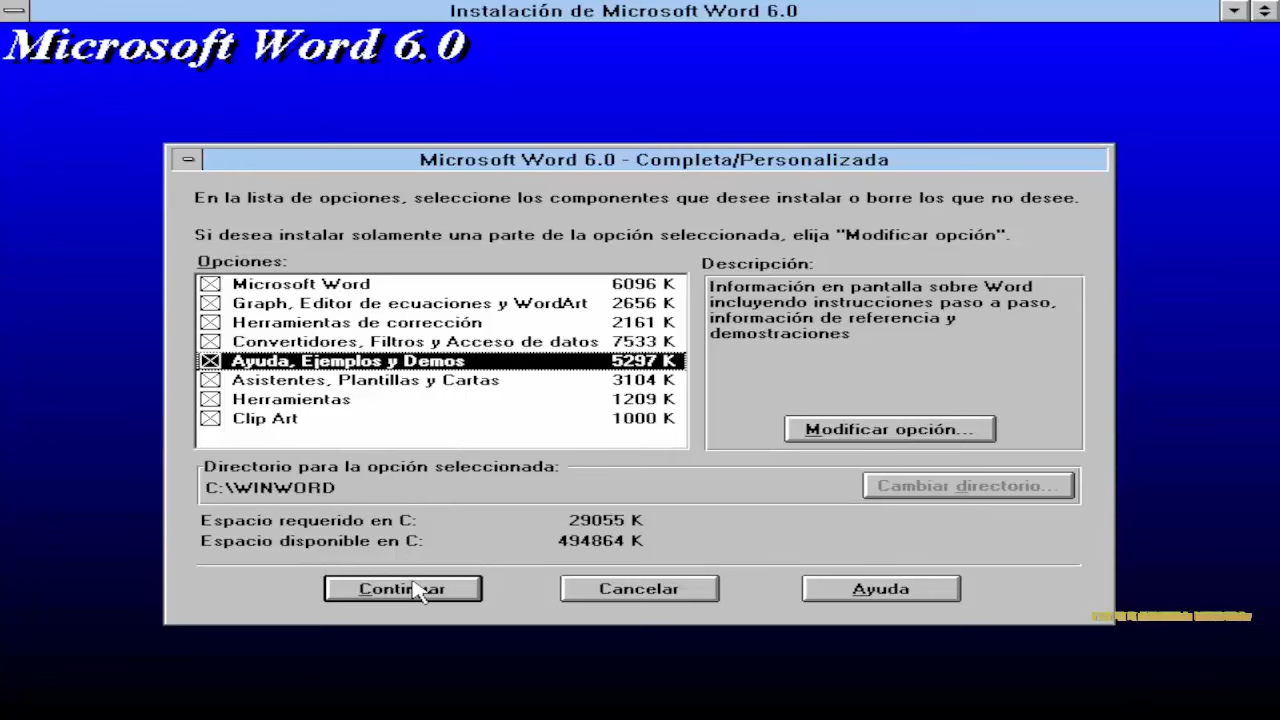 Instalación de Microsoft Word 6.0
Microsoft Word 6.0
Microsoft Word 6.0 - Completa/Personalizada
En la lista de opciones, seleccione los componentes que desee instalar o borre los que no desee.
Si desea instalar solamente una parte de la opción seleccionada, elija "Modificar opción".
Opciones:
Microsoft Word 6096 K
Graph, Editor de ecuaciones y WordArt 2656 K
Herramientas de corrección 2161 K
Convertidores, Filtros y Acceso de datos 7533 K
Ayuda, Ejemplos y Demos 5297 K
Asistentes, Plantillas y Cartas 3104 K
Herramientas 1209 K
Clip Art 1000 K
Descripción:
Información en pantalla sobre Word
incluyendo instrucciones paso a paso,
información de referencia y
demostraciones
Modificar opción...
Directorio para la opción seleccionada:
C:\WINWORD
Cambiar directorio...
Espacio requerido en C: 29055 K
Espacio disponible en C: 494864 K
Continuar Cancelar Ayuda